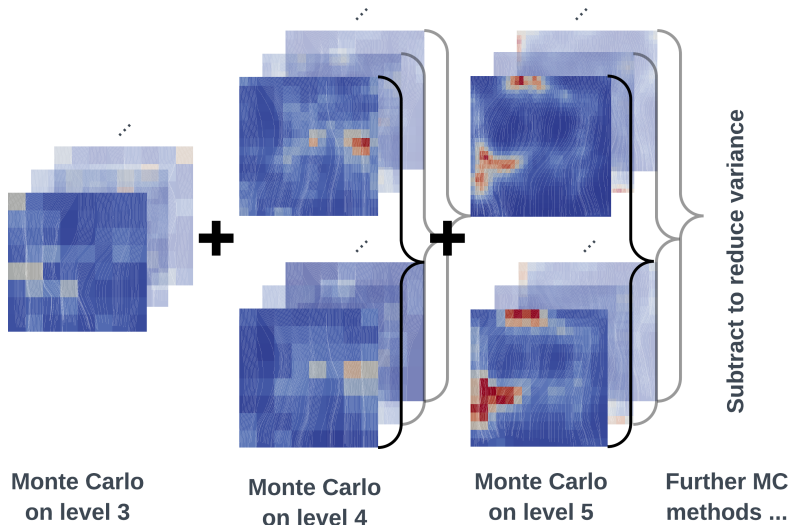 Monte Carlo
on level 3
Monte Carlo
on level 4
Monte Carlo
on level 5
Further MC
methods ...
Subtract to reduce variance